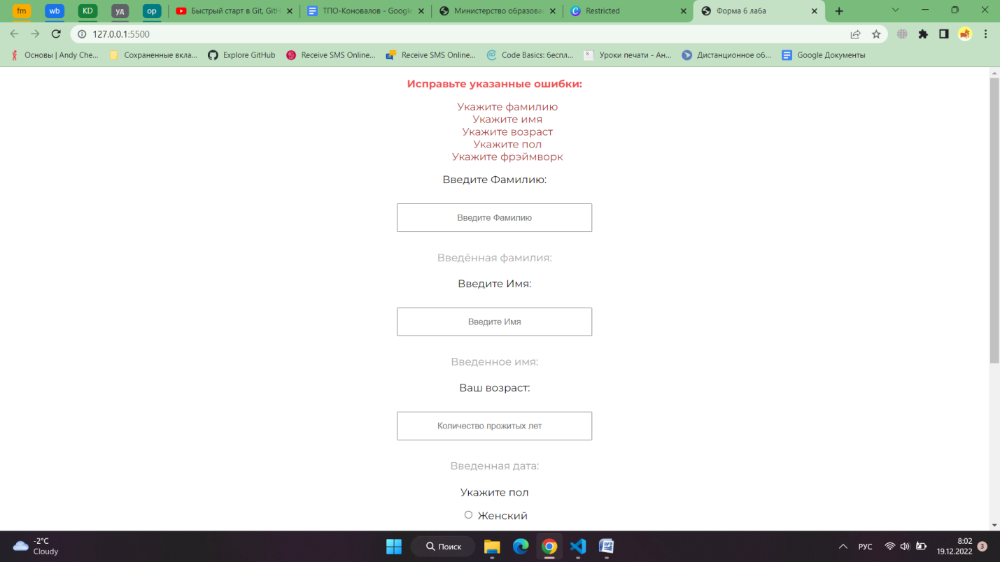 fm
wb
KD
уд
op
Быстрый старт в Git, GitH
ТПО-Коновалов - Google
Министерство образова
Restricted
Форма 6 лаба
127.0.0.1:5500
Основы | Andy Che...
Сохраненные вкла...
Explore GitHub
Receive SMS Online...
Receive SMS Online...
Code Basics: беспл...
Уроки печати - Ан...
Дистанционное об...
Google Документы
Исправьте указанные ошибки:
Укажите фамилию
Укажите имя
Укажите возраст
Укажите пол
Укажите фрэймворк
Введите Фамилию:
Введите Фамилию
Введённая фамилия:
Введите Имя:
Введите Имя
Введенное имя:
Ваш возраст:
Количество прожитых лет
Введенная дата:
Укажите пол
Женский
-2°C
Cloudy
Поиск
РУС
8:02
19.12.2022
3